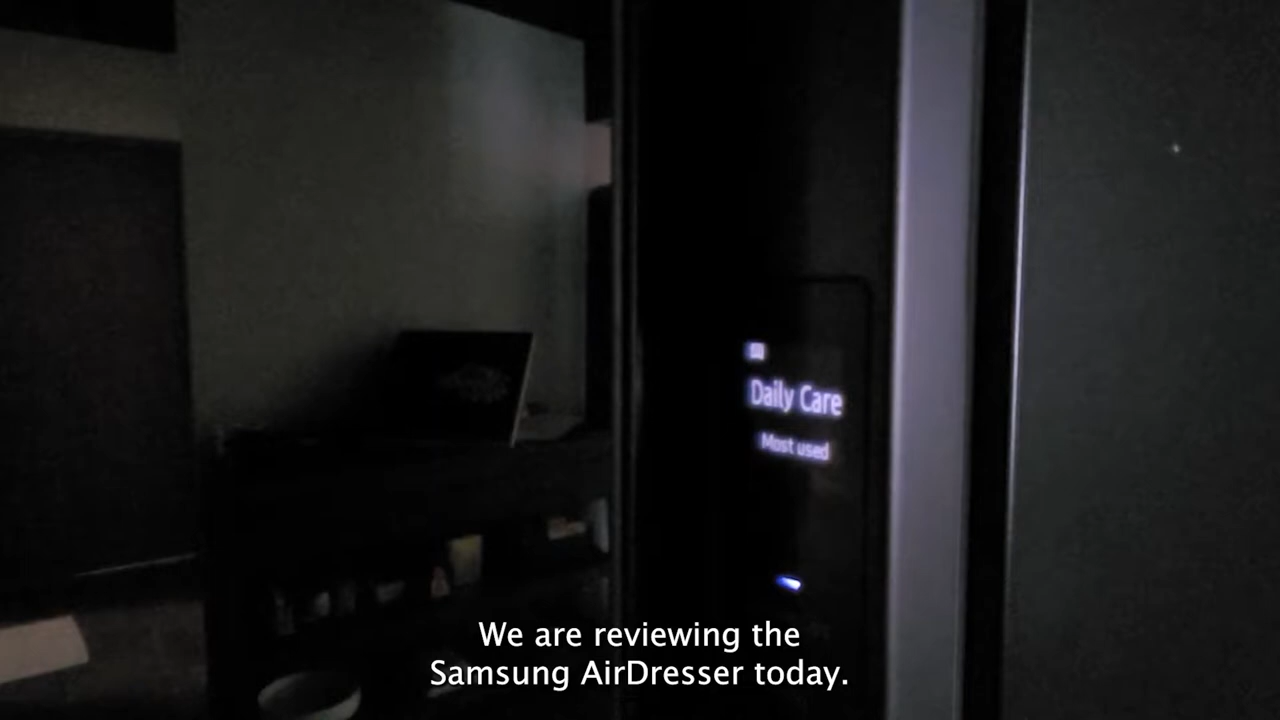 Daily Care
Most used
We are reviewing the
Samsung AirDresser today.